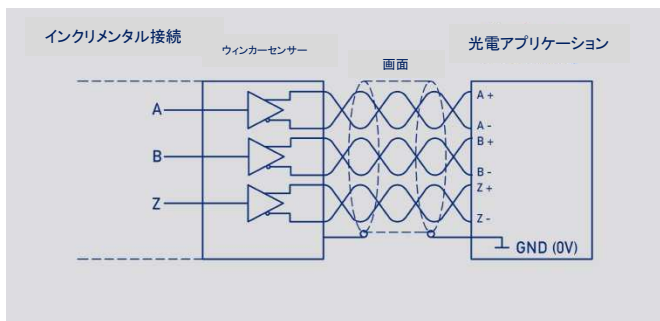 インクリメンタル接続
ウィンカーセンサー
画面
光電アプリケーション
A
B
Z
A +
A -
B +
B -
Z +
Z -
GND (0V)